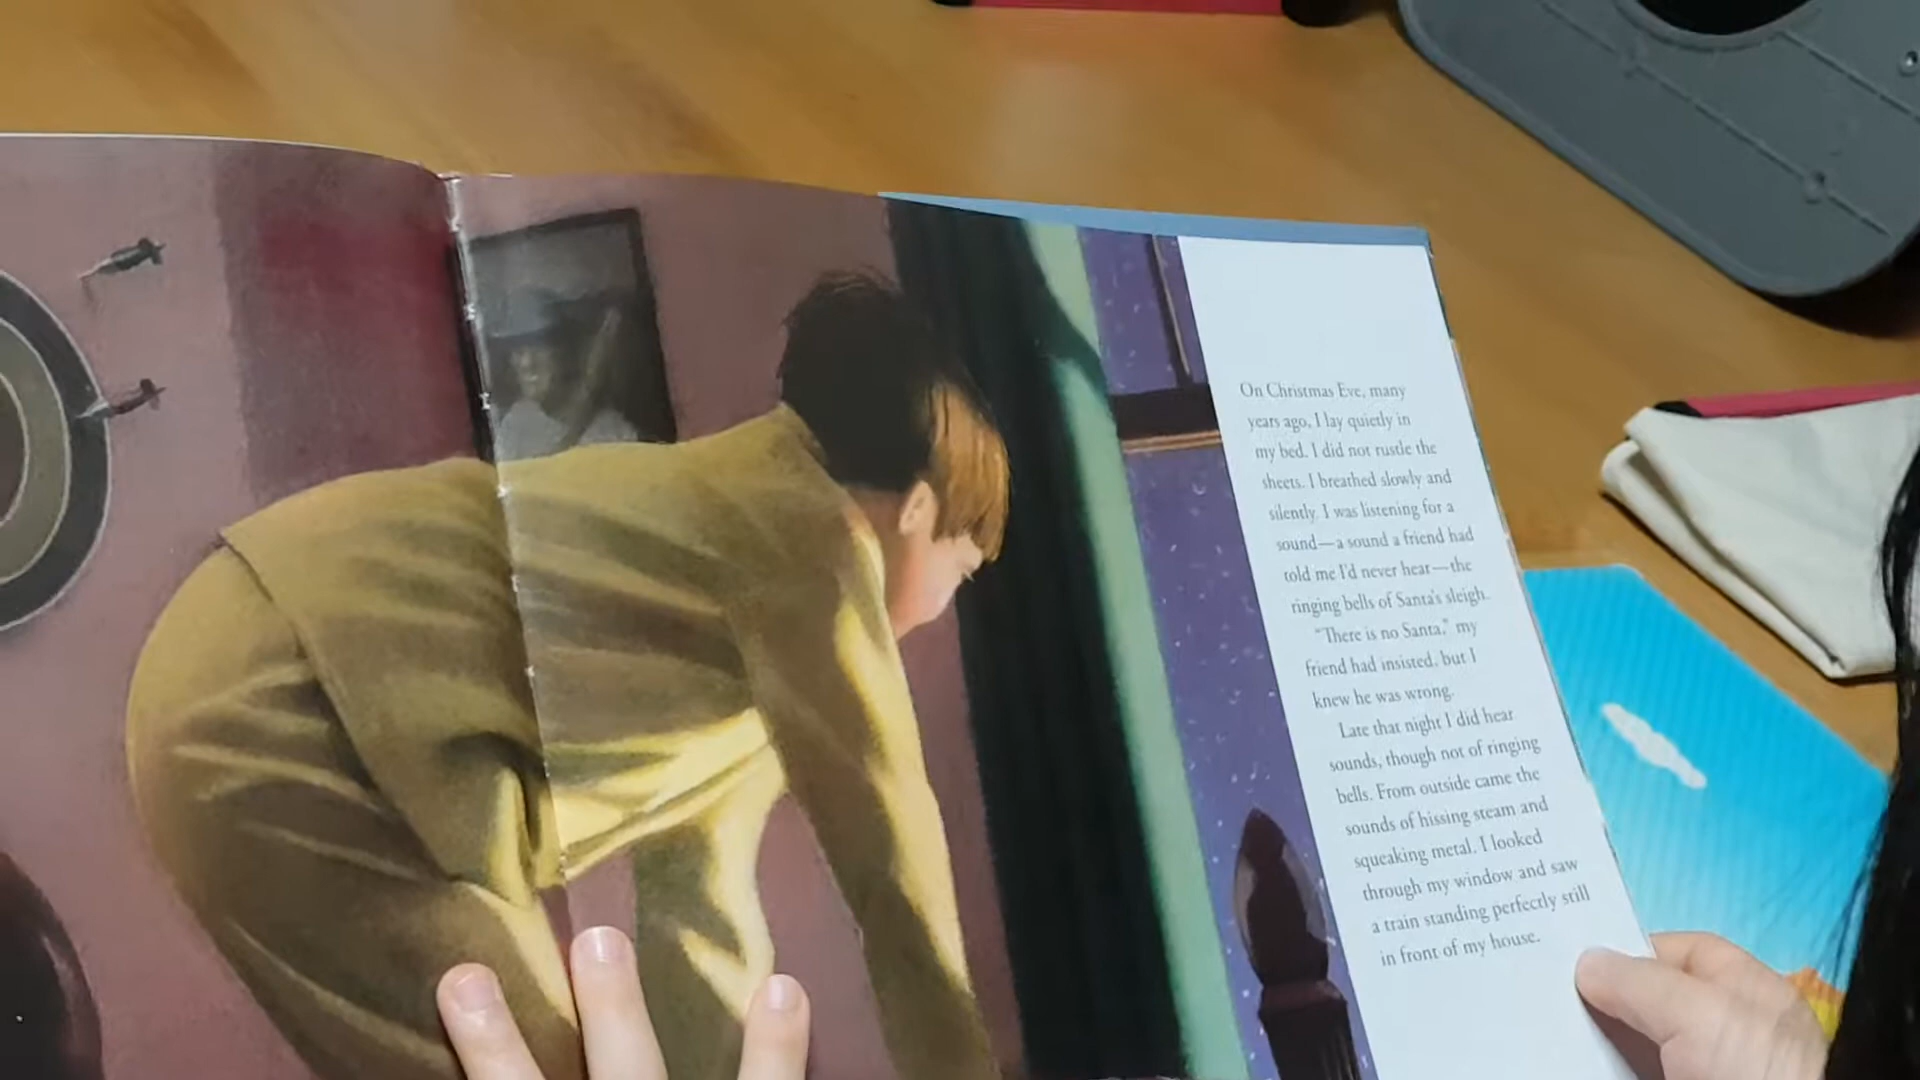 On Christmas Eve, many
years ago, I lay quietly in
my bed. I did not rustle the
sheets. I breathed slowly and
silently. I was listening for a
sound—a sound a friend had
told me I'd never hear—the
ringing bells of Santa's sleigh.
"There is no Santa," my
friend had insisted, but I
knew he was wrong.
Late that night I did hear
sounds, though not of ringing
bells. From outside came the
sounds of hissing steam and
squeaking metal. I looked
through my window and saw
a train standing perfectly still
in front of my house.